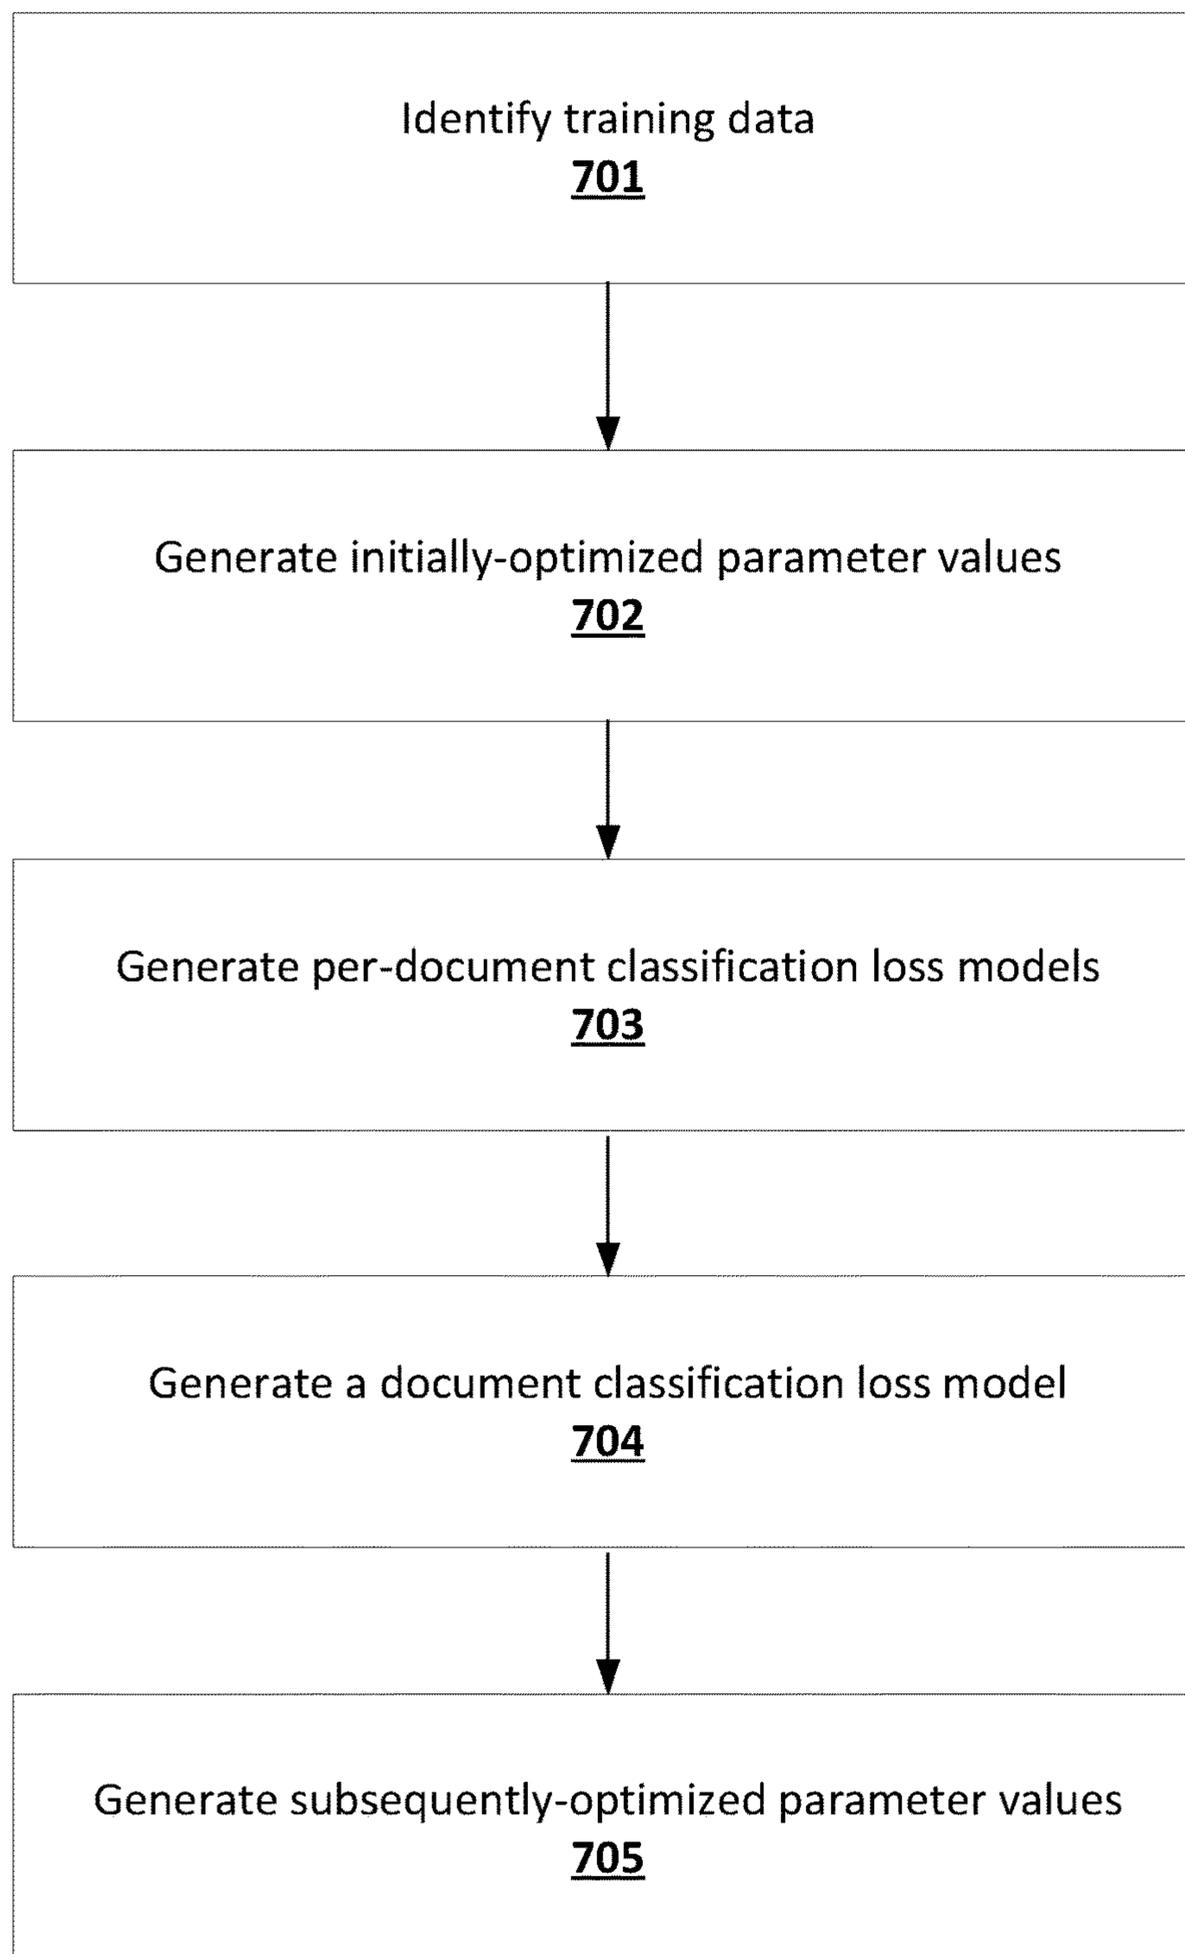 Identify training data
701
Generate initially-optimized parameter values
702
Generate per-document classification loss models
703
Generate a document classification loss model
704
Generate subsequently-optimized parameter values
705